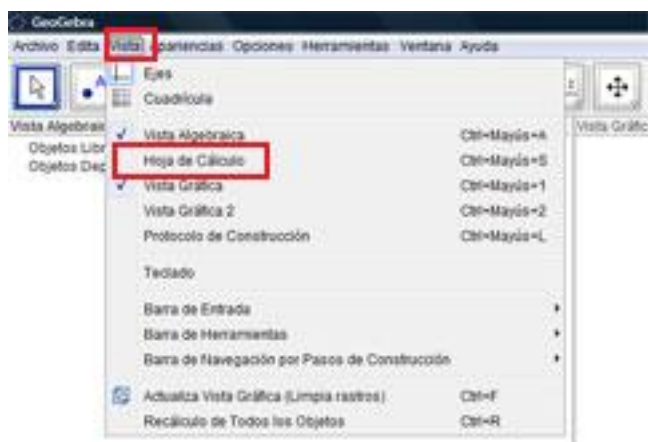 GeoGebra
Archivo Edita Vista Apariencias Opciones Herramientas Ventana Ayuda
Ejes
Cuadrícula
Vista Algebraica
Vista Algebraica Ctrl+Mayús+A
Objetos Libr
Hoja de Cálculo Ctrl+Mayús+S
Objetos Dep
Vista Gráfica Ctrl+Mayús+1
Vista Gráfica 2 Ctrl+Mayús+2
Protocolo de Construcción Ctrl+Mayús+L
Teclado
Barra de Entrada
Barra de Herramientas
Barra de Navegación por Pasos de Construcción
Actualiza Vista Gráfica (Limpia rastros) Ctrl+F
Recálculo de Todos los Objetos Ctrl+R
Vista Gráfic